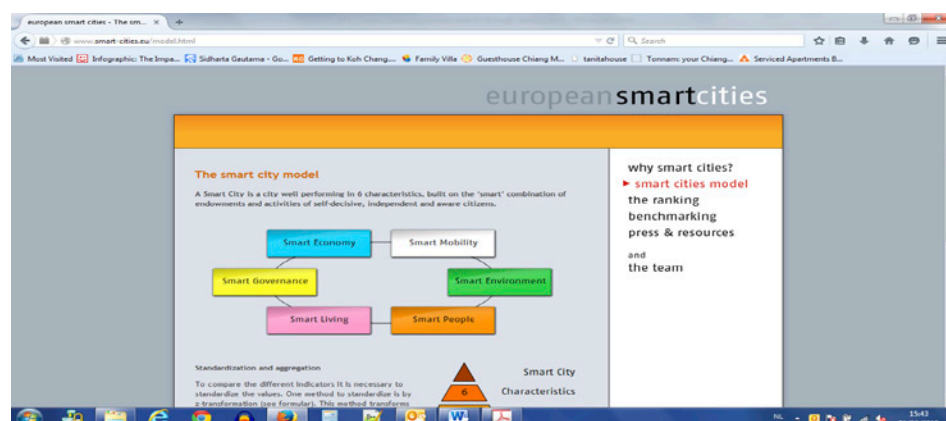 european smart cities - The sm...
www.smart-cities.eu/model.html
Search
Most Visited Infographic: The Impa... Sidharta Gautama - Go... Getting to Koh Chang,... Family Villa Guesthouse Chiang M... tanitahouse Tonnam: your Chiang... Serviced Apartments B...
europeansmartcities
The smart city model
A Smart City is a city well performing in 6 characteristics, built on the 'smart' combination of
endowments and activities of self-decisive, independent and aware citizens.
Smart Economy
Smart Mobility
Smart Governance
Smart Environment
Smart Living
Smart People
Standardization and aggregation
To compare the different indicators it is necessary to
standardize the values. One method to standardize is by
z-transformation (see formular). This method transforms
Smart City
6 Characteristics
why smart cities?
smart cities model
the ranking
benchmarking
press & resources
and
the team
NL
15:43